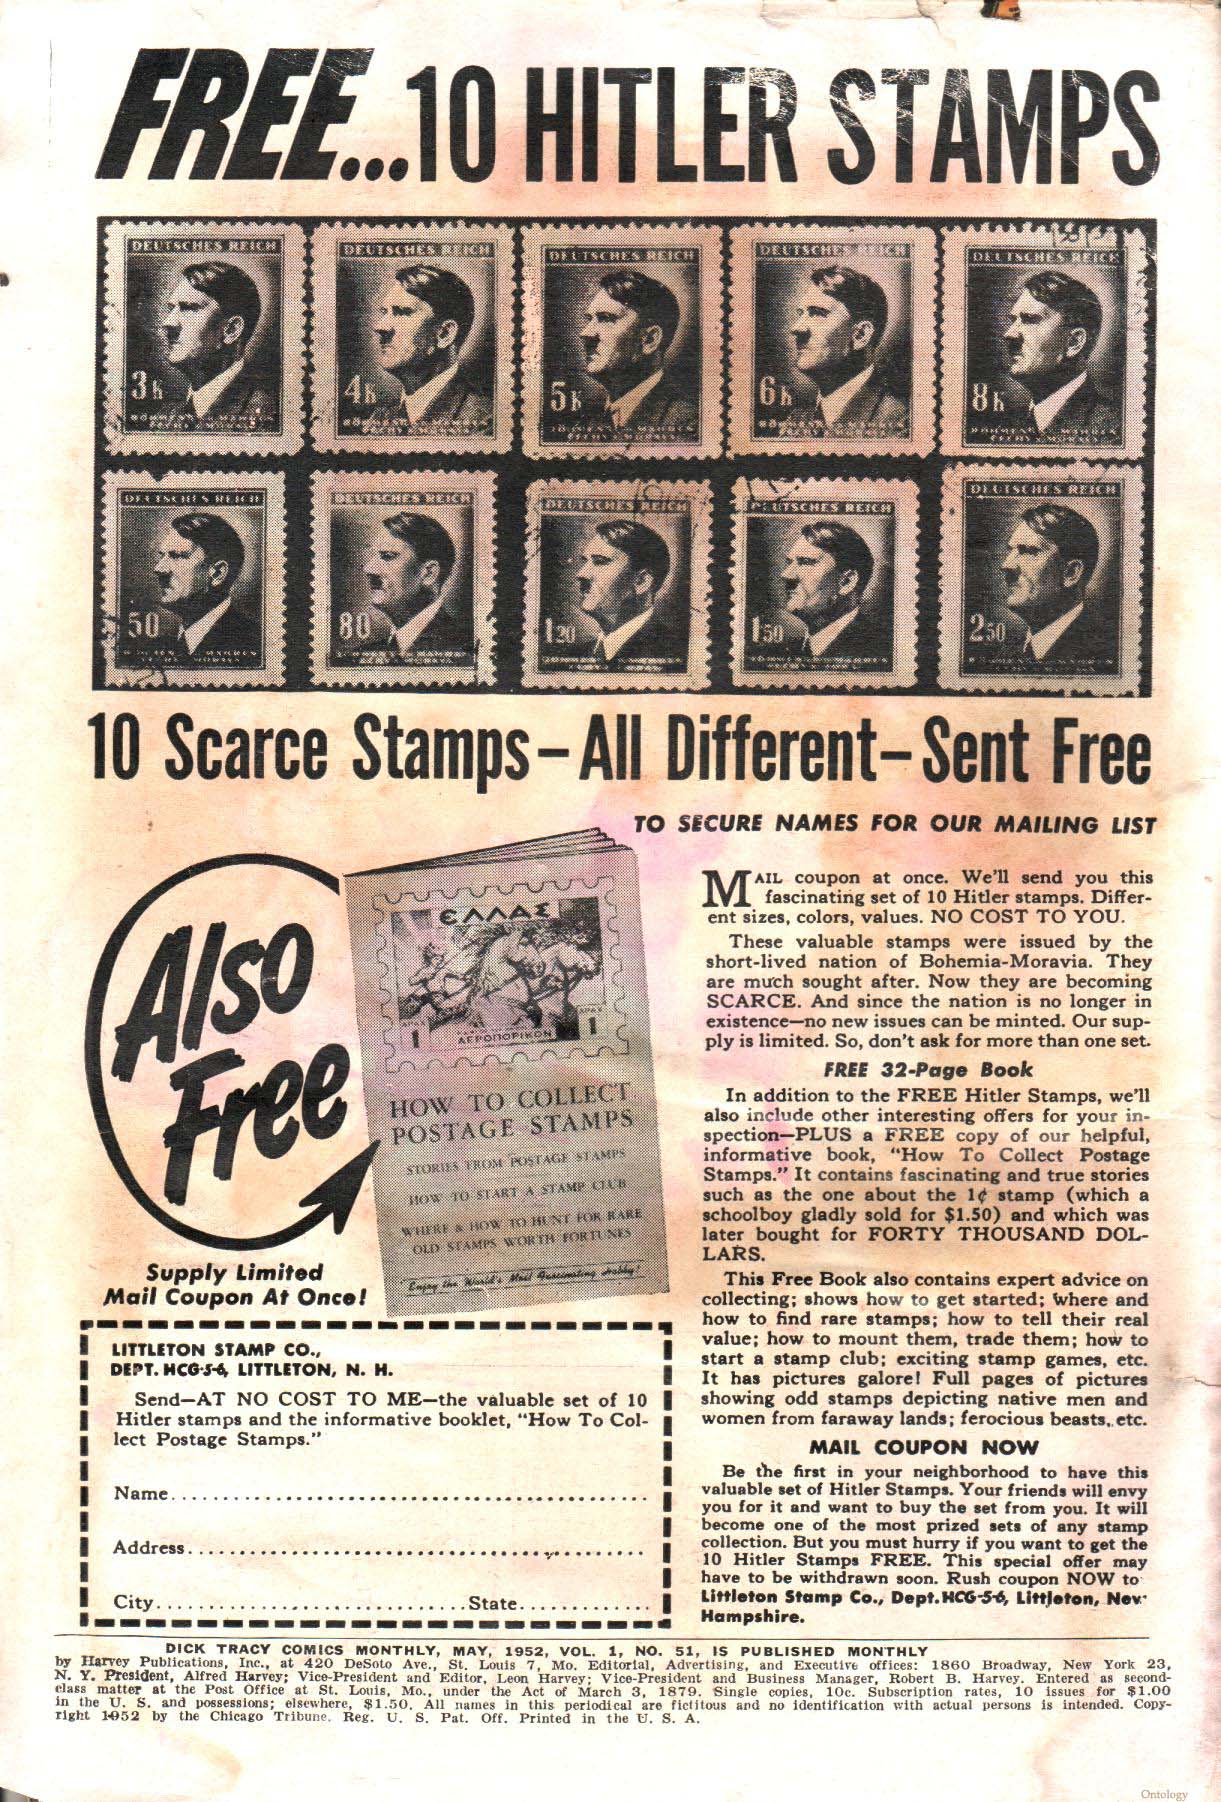 FREE...10 HITLER STAMPS
DEUTSCHES REICH
3K
BÖHMEN U. MÄHREN
DEUTSCHES REICH
4K
DEUTSCHES REICH
5K
DEUTSCHES REICH
6K
DEUTSCHES REICH
8K
DEUTSCHES REICH
50
DEUTSCHES REICH
80
DEUTSCHES REICH
1 20
DEUTSCHES REICH
1 50
DEUTSCHES REICH
2 50
10 Scarce Stamps–All Different–Sent Free
TO SECURE NAMES FOR OUR MAILING LIST
Also
Free
Supply Limited
Mail Coupon At Once!
ΕΛΛΑΣ
1
1
ΑΕΡΟΠΟΡΙΚΟΝ
HOW TO COLLECT
POSTAGE STAMPS
STORIES FROM POSTAGE STAMPS
HOW TO START A STAMP CLUB
WHERE & HOW TO HUNT FOR RARE
OLD STAMPS WORTH FORTUNES
Enjoy the World's Most Fascinating Hobby!
MAIL coupon at once. We'll send you this
fascinating set of 10 Hitler stamps. Differ-
ent sizes, colors, values. NO COST TO YOU.
These valuable stamps were issued by the
short-lived nation of Bohemia-Moravia. They
are much sought after. Now they are becoming
SCARCE. And since the nation is no longer in
existence—no new issues can be minted. Our sup-
ply is limited. So, don't ask for more than one set.
FREE 32-Page Book
In addition to the FREE Hitler Stamps, we'll
also include other interesting offers for your in-
spection—PLUS a FREE copy of our helpful,
informative book, "How To Collect Postage
Stamps." It contains fascinating and true stories
such as the one about the 1¢ stamp (which a
schoolboy gladly sold for $1.50) and which was
later bought for FORTY THOUSAND DOL-
LARS.
This Free Book also contains expert advice on
collecting; shows how to get started; where and
how to find rare stamps; how to tell their real
value; how to mount them, trade them; how to
start a stamp club; exciting stamp games, etc.
It has pictures galore! Full pages of pictures
showing odd stamps depicting native men and
women from faraway lands; ferocious beasts, etc.
MAIL COUPON NOW
Be the first in your neighborhood to have this
valuable set of Hitler Stamps. Your friends will envy
you for it and want to buy the set from you. It will
become one of the most prized sets of any stamp
collection. But you must hurry if you want to get the
10 Hitler Stamps FREE. This special offer may
have to be withdrawn soon. Rush coupon NOW to
Littleton Stamp Co., Dept. HCG-5-6, Littleton, New
Hampshire.
LITTLETON STAMP CO.,
DEPT. HCG-5-6, LITTLETON, N. H.
Send—AT NO COST TO ME—the valuable set of 10
Hitler stamps and the informative booklet, "How To Col-
lect Postage Stamps."
Name
Address
City State
DICK TRACY COMICS MONTHLY, MAY, 1952, VOL. 1, NO. 51, IS PUBLISHED MONTHLY
by Harvey Publications, Inc., at 420 DeSoto Ave., St. Louis 7, Mo. Editorial, Advertising, and Executive offices: 1860 Broadway, New York 23,
N. Y. President, Alfred Harvey; Vice-President and Editor, Leon Harvey; Vice-President and Business Manager, Robert B. Harvey. Entered as second-
class matter at the Post Office at St. Louis, Mo., under the Act of March 3, 1879. Single copies, 10c. Subscription rates, 10 issues for $1.00
in the U. S. and possessions; elsewhere, $1.50. All names in this periodical are fictitous and no identification with actual persons is intended. Copy-
right 1952 by the Chicago Tribune. Reg. U. S. Pat. Off. Printed in the U. S. A.
Ontology